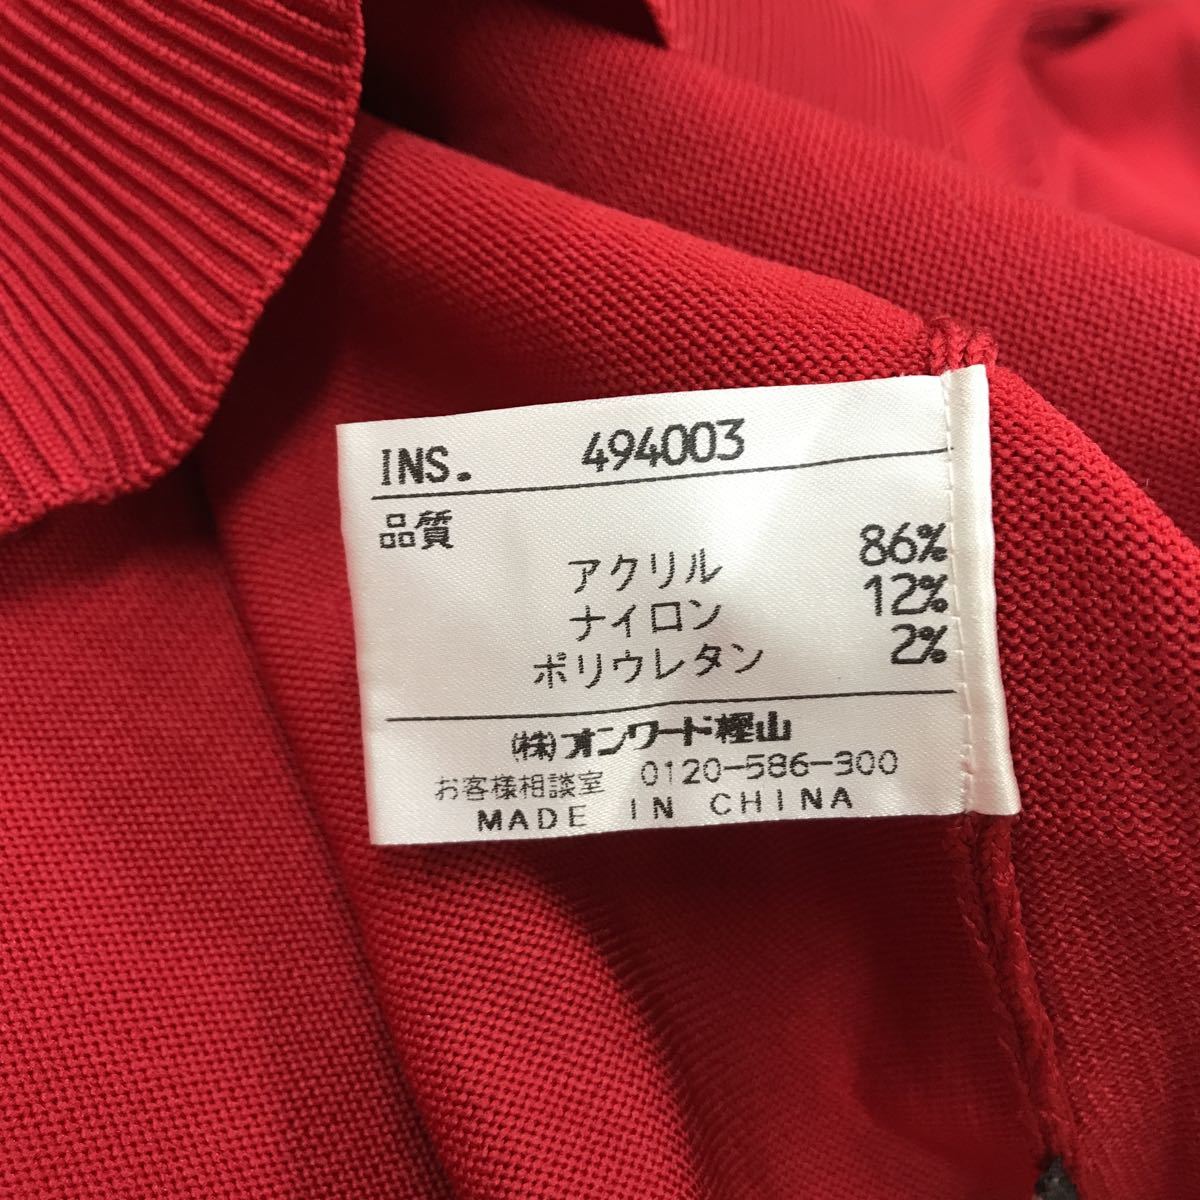 INS. 494003
品質
アクリル 86%
ナイロン 12%
ポリウレタン 2%
(株)オンワード樫山
お客様相談室 0120-586-300
MADE IN CHINA